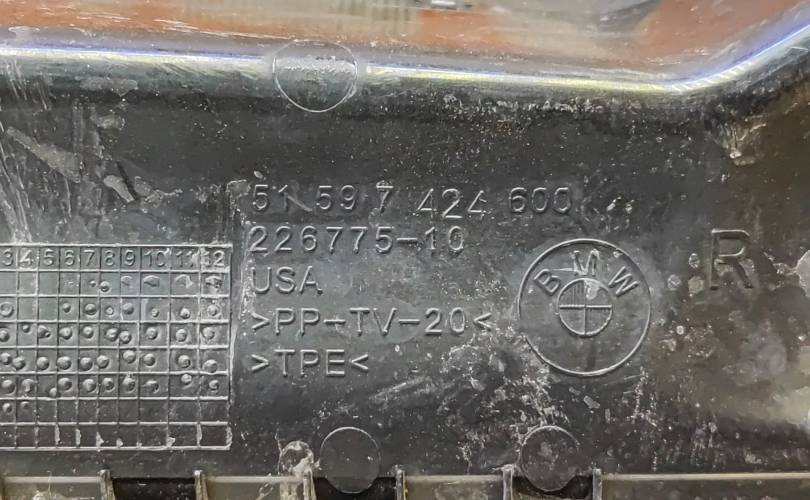 51 59 7 424 600
226775-10
USA
>PP-TV-20<
>TPE<
BMW
R
3 4 5 6 7 8 9 10 11 12